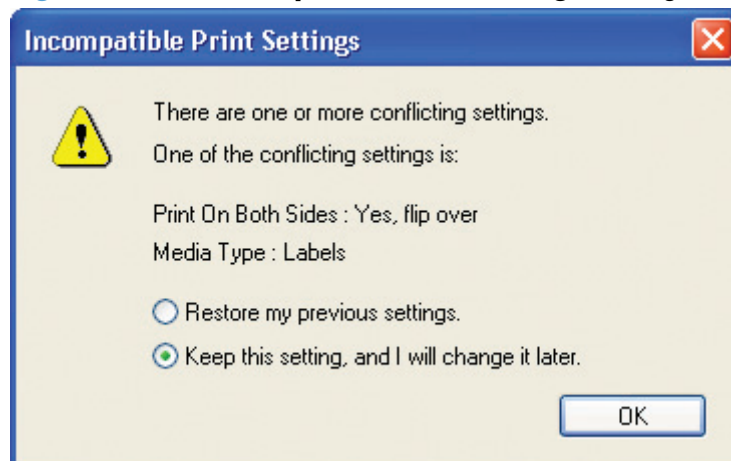 Incompatible Print Settings
There are one or more conflicting settings.
One of the conflicting settings is:
Print On Both Sides : Yes, flip over
Media Type : Labels
Restore my previous settings.
Keep this setting, and I will change it later.
OK